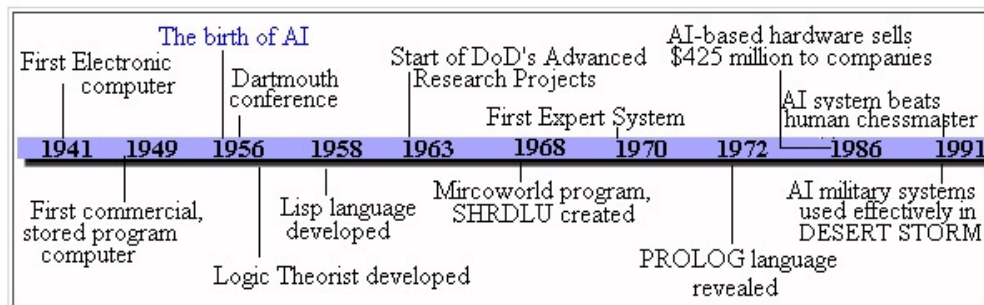 The birth of AI
AI-based hardware sells
$425 million to companies
First Electronic
computer
Dartmouth
conference
Start of DoD's Advanced
Research Projects
First Expert System
AI system beats
human chessmaster
1941 1949 1956 1958 1963 1968 1970 1972 1986 1991
First commercial,
stored program
computer
Logic Theorist developed
Lisp language
developed
Mircoworld program,
SHRDLU created
PROLOG language
revealed
AI military systems
used effectively in
DESERT STORM